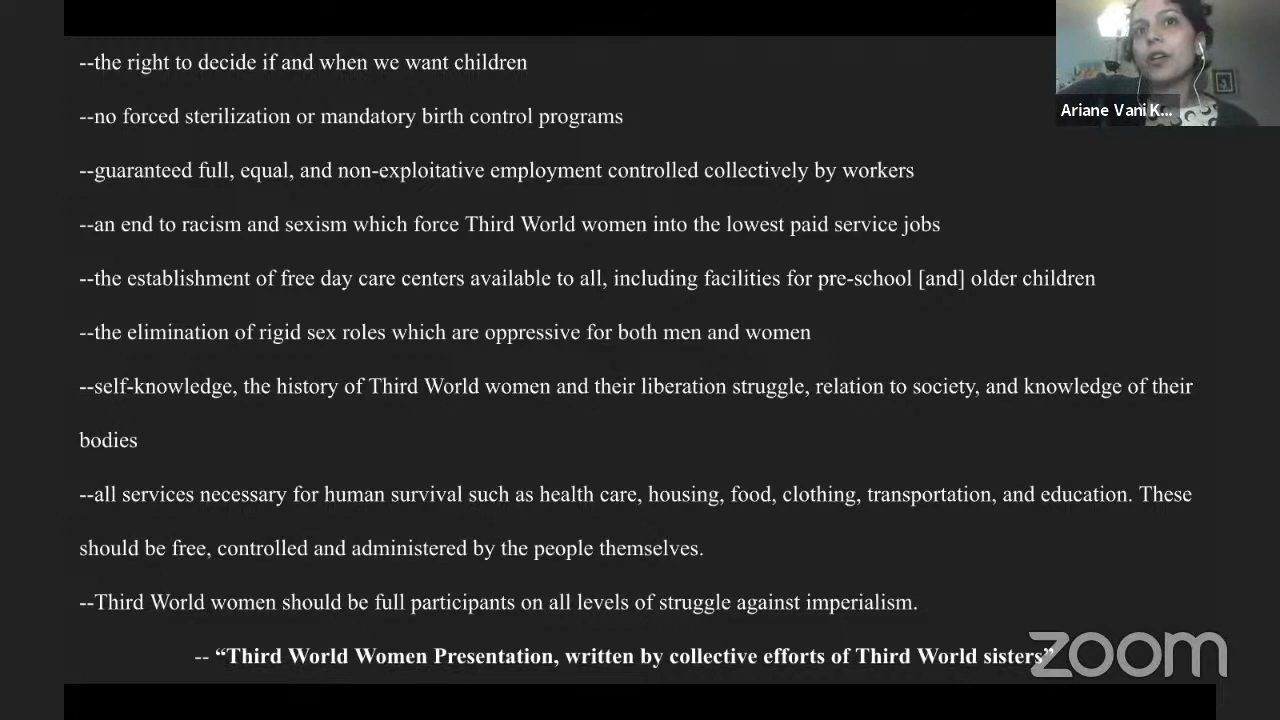 --the right to decide if and when we want children
--no forced sterilization or mandatory birth control programs
--guaranteed full, equal, and non-exploitative employment controlled collectively by workers
--an end to racism and sexism which force Third World women into the lowest paid service jobs
--the establishment of free day care centers available to all, including facilities for pre-school [and] older children
--the elimination of rigid sex roles which are oppressive for both men and women
--self-knowledge, the history of Third World women and their liberation struggle, relation to society, and knowledge of their
bodies
--all services necessary for human survival such as health care, housing, food, clothing, transportation, and education. These
should be free, controlled and administered by the people themselves.
--Third World women should be full participants on all levels of struggle against imperialism.
-- “Third World Women Presentation, written by collective efforts of Third World sisters”
Ariane Vani K...
zoom